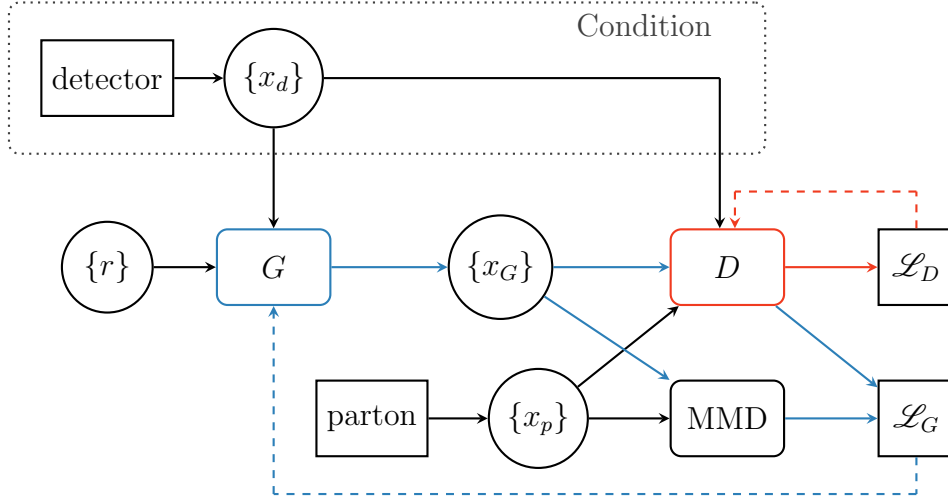 Condition
detector
{x_d}
{r}
G
{x_G}
D
ℒ_D
parton
{x_p}
MMD
ℒ_G